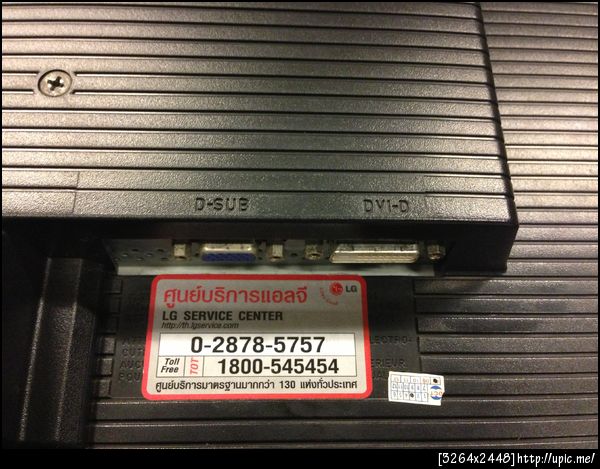 D-SUB DVI-D
ศูนย์บริการแอลจี LG
LG SERVICE CENTER
http://th.lgservice.com
0-2878-5757
Toll Free TOT 1800-545454
ศูนย์บริการมาตรฐานมากกว่า 130 แห่งทั่วประเทศ
[3264x2448]http://upic.me/